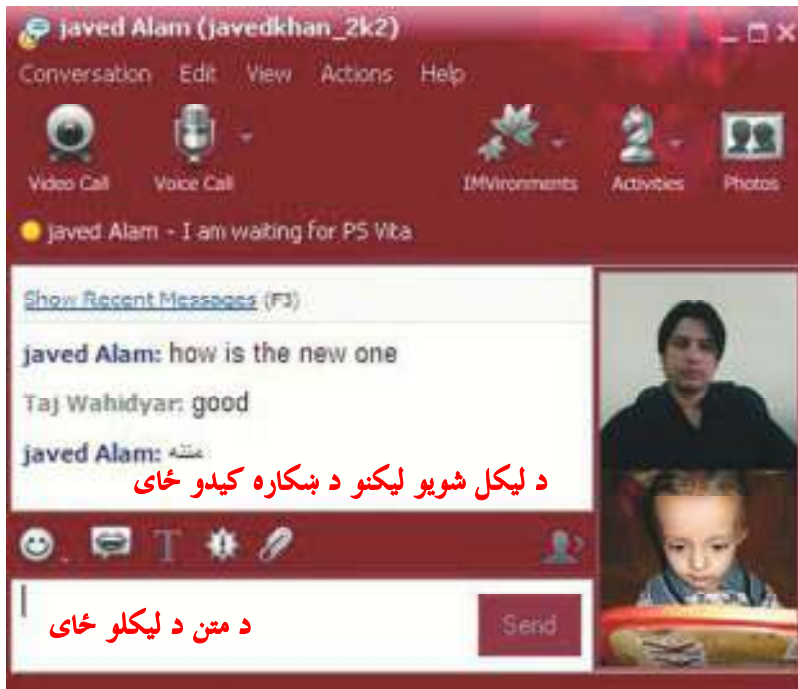 javed Alam (javedkhan_2k2)
Conversation Edit View Actions Help
Video Call Voice Call IMVironments Activities Photos
javed Alam - I am waiting for PS Vita
Show Recent Messages (F3)
javed Alam: how is the new one
Taj Wahidyar: good
javed Alam: مننه
د لیکل شویو لیکنو د ښکاره کیدو ځای
T
د متن د لیکلو ځای
Send